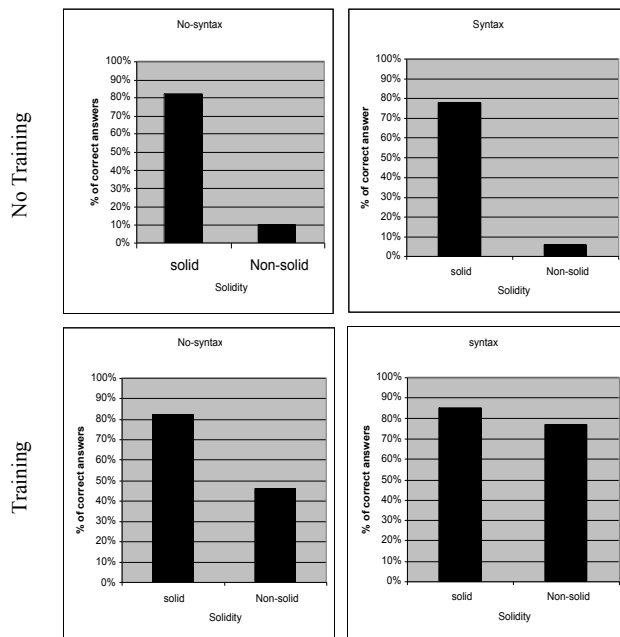 No Training
No-syntax
% of correct answers
100%
90%
80%
70%
60%
50%
40%
30%
20%
10%
0%
solid Non-solid
Solidity
Syntax
% of correct answer
100%
90%
80%
70%
60%
50%
40%
30%
20%
10%
0%
solid Non-solid
Solidity
Training
No-syntax
% of correct answers
100%
90%
80%
70%
60%
50%
40%
30%
20%
10%
0%
solid Non-solid
Solidity
syntax
% of correct answers
100%
90%
80%
70%
60%
50%
40%
30%
20%
10%
0%
solid Non-solid
Solidity